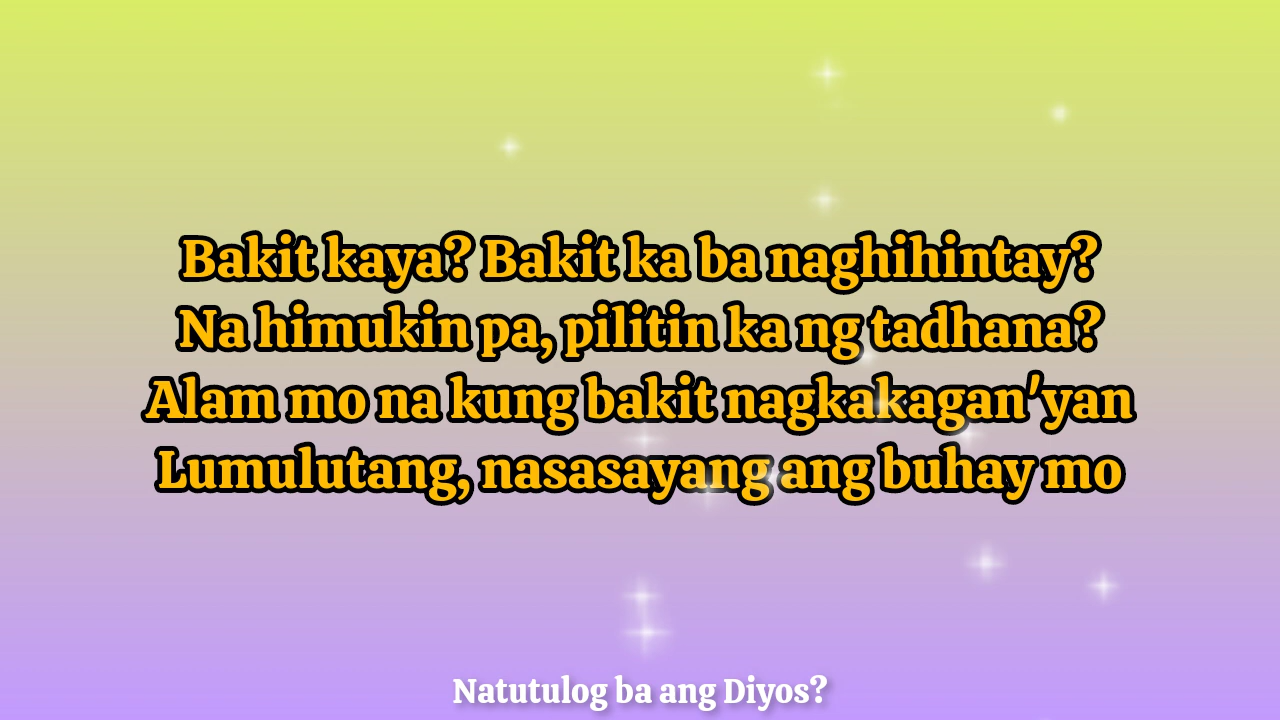 Bakit kaya? Bakit ka ba naghihintay?
Na himukin pa, pilitin ka ng tadhana?
Alam mo na kung bakit nagkakagan'yan
Lumulutang, nasasayang ang buhay mo
Natutulog ba ang Diyos?